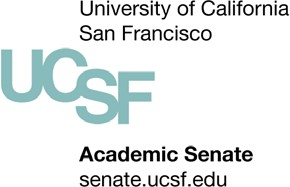 University of California
San Francisco
UCSF
Academic Senate
senate.ucsf.edu